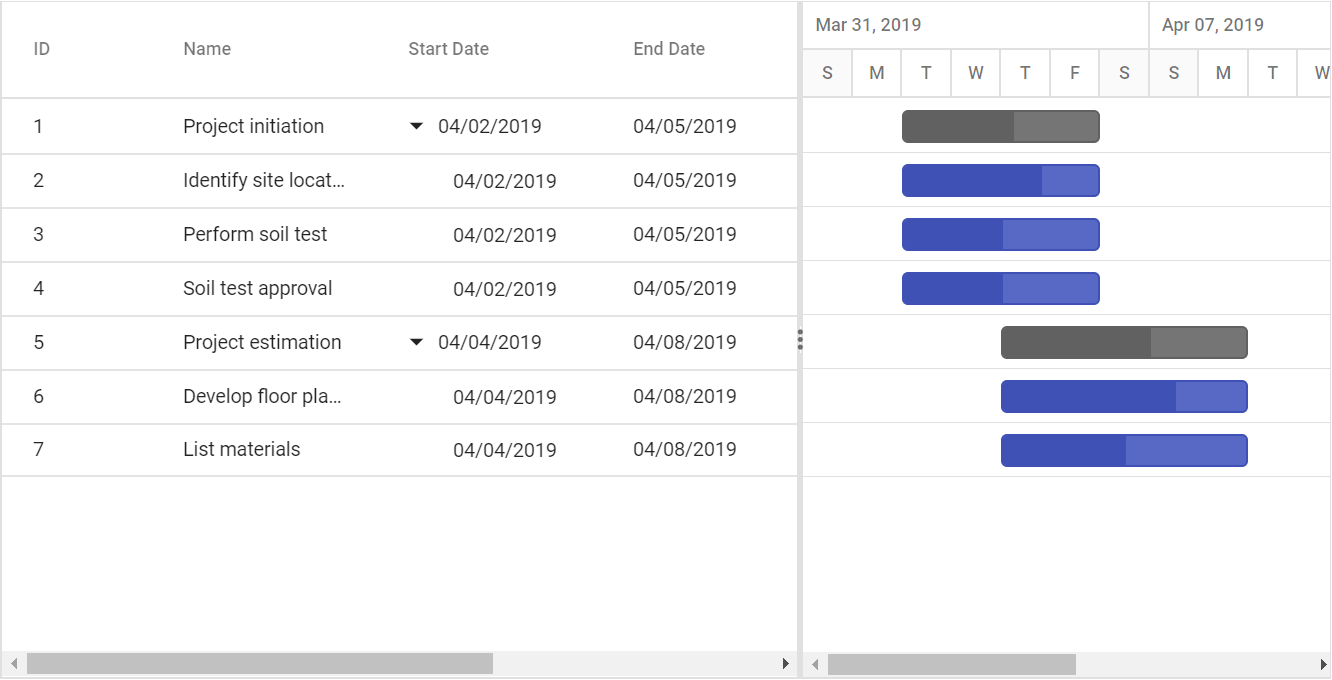 ID Name Start Date End Date
Mar 31, 2019 Apr 07, 2019
S M T W T F S S M T W
1 Project initiation 04/02/2019 04/05/2019
2 Identify site locat... 04/02/2019 04/05/2019
3 Perform soil test 04/02/2019 04/05/2019
4 Soil test approval 04/02/2019 04/05/2019
5 Project estimation 04/04/2019 04/08/2019
6 Develop floor pla... 04/04/2019 04/08/2019
7 List materials 04/04/2019 04/08/2019